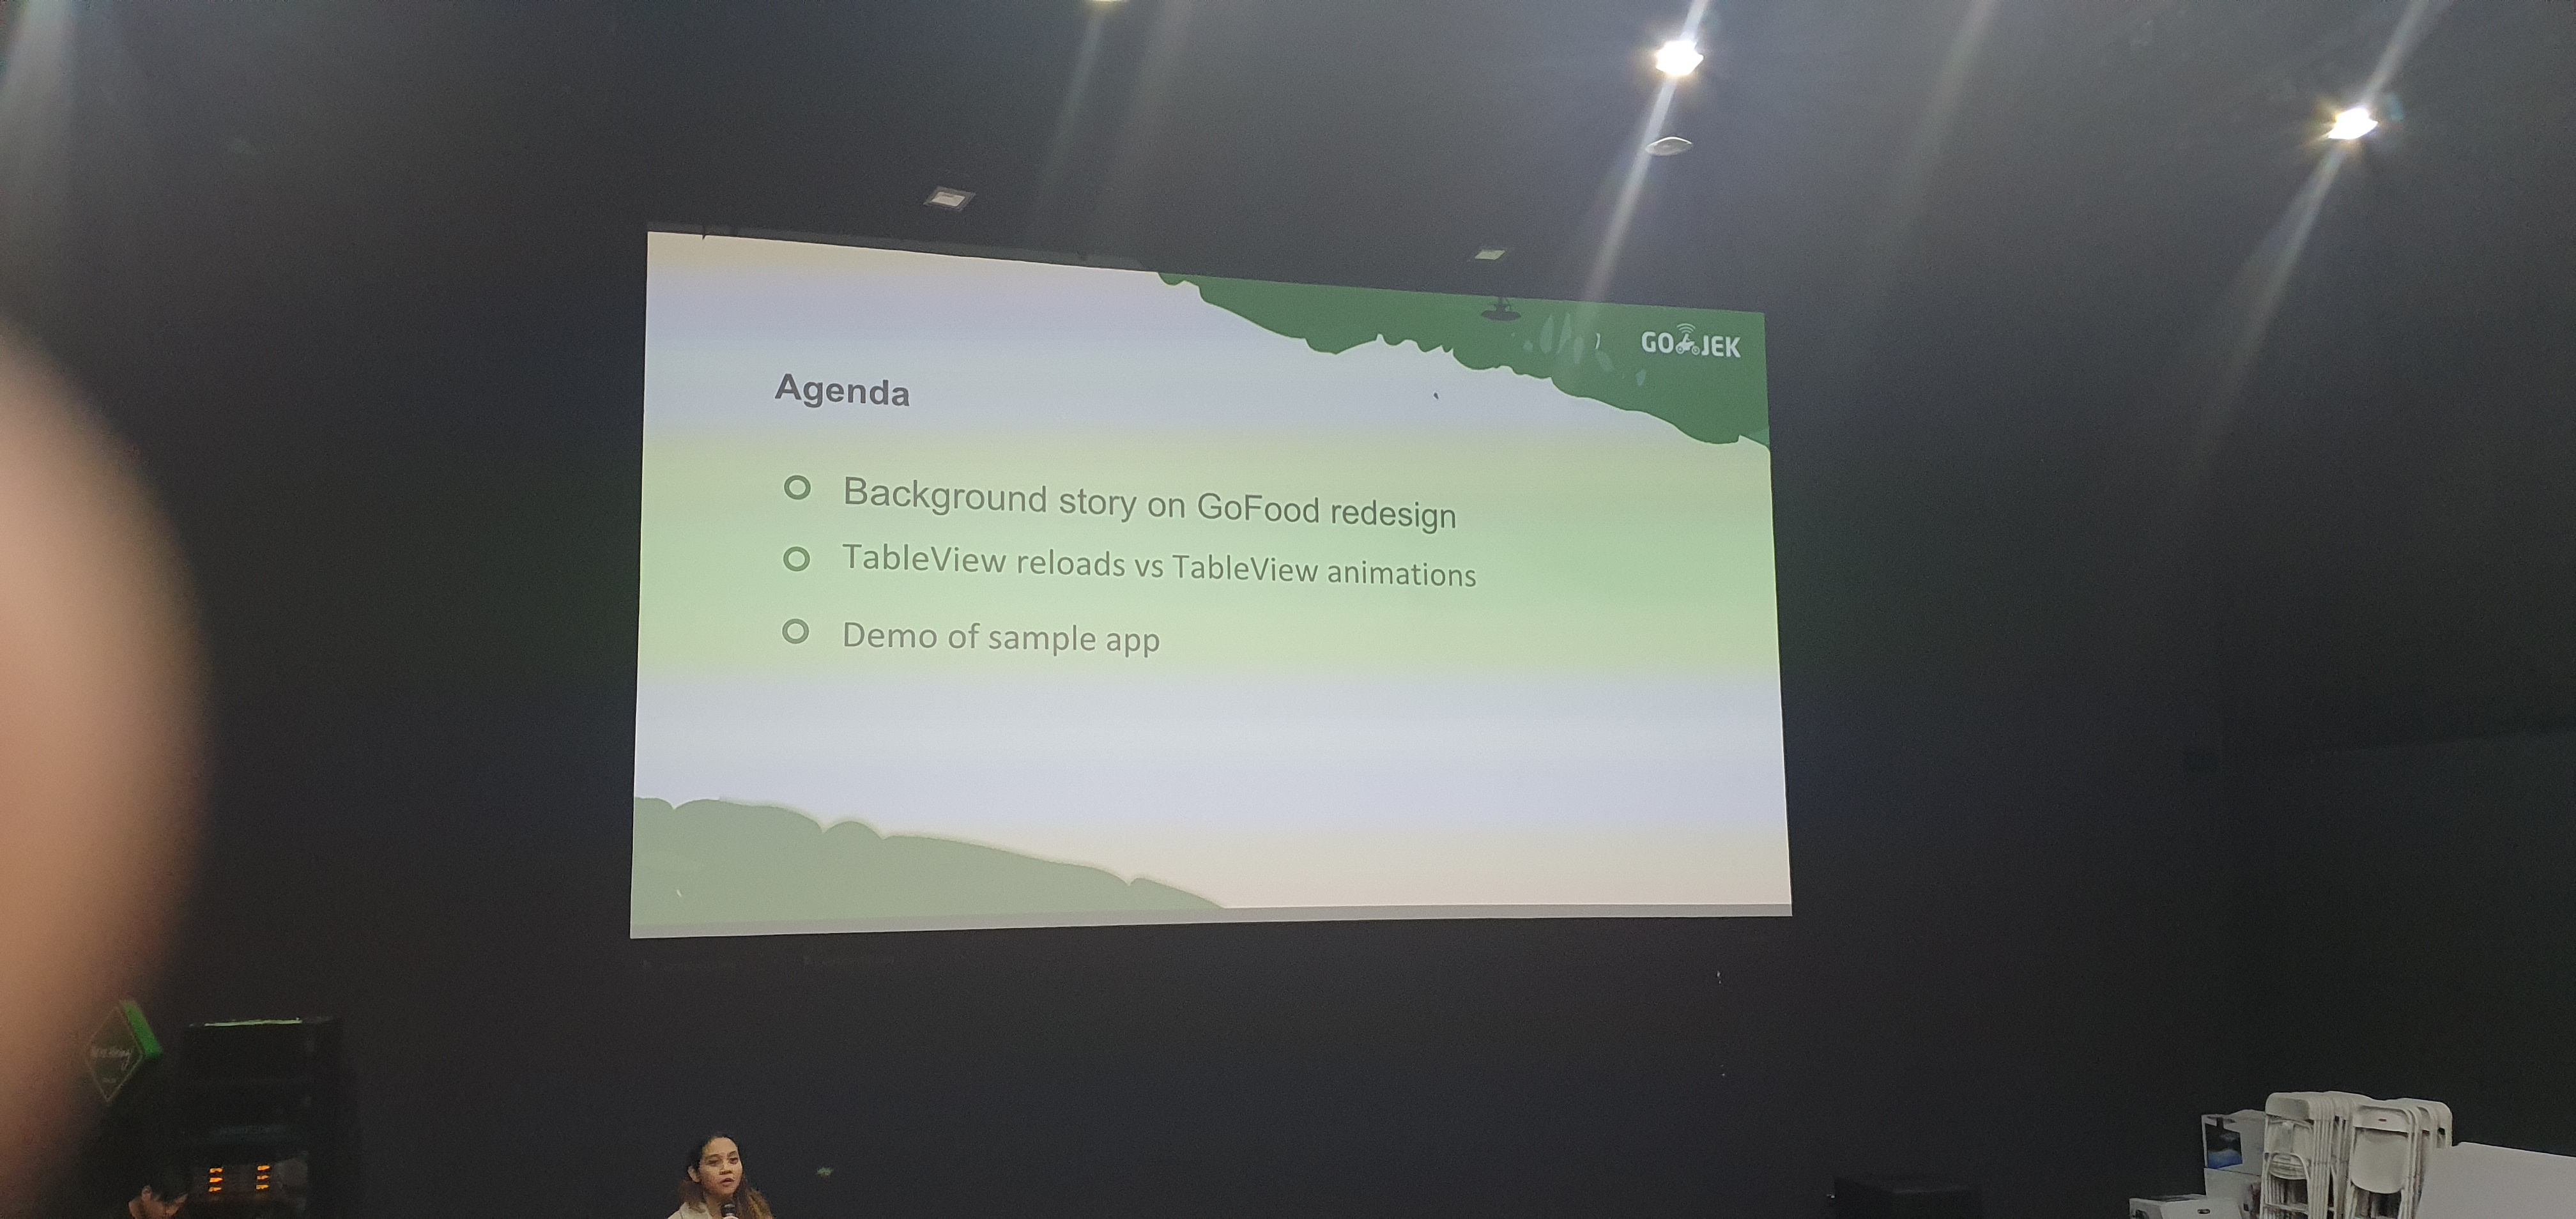 GOJEK
Agenda
Background story on GoFood redesign
TableView reloads vs TableView animations
Demo of sample app